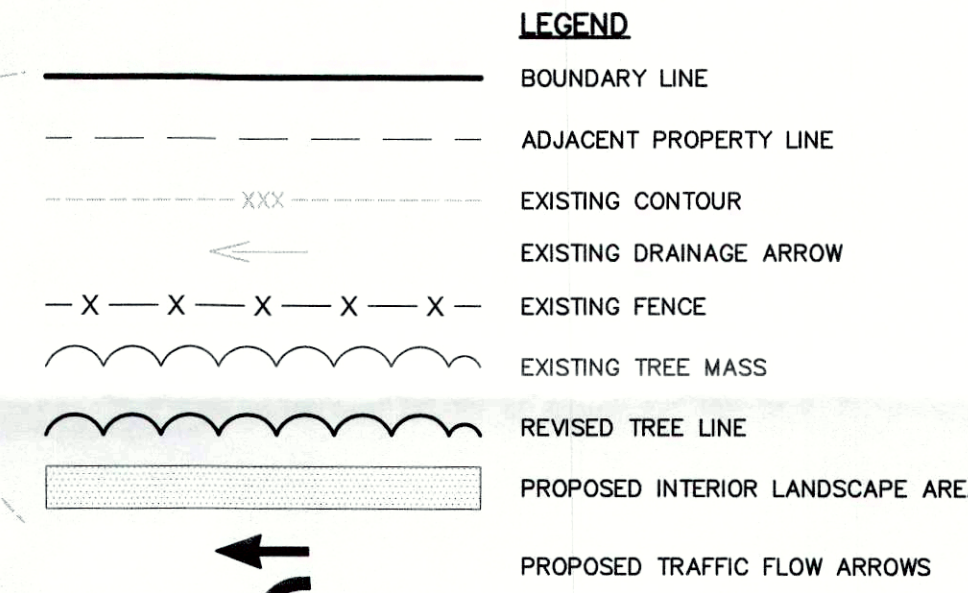 LEGEND
BOUNDARY LINE
ADJACENT PROPERTY LINE
XXX EXISTING CONTOUR
EXISTING DRAINAGE ARROW
X X X X X EXISTING FENCE
EXISTING TREE MASS
REVISED TREE LINE
PROPOSED INTERIOR LANDSCAPE ARE
PROPOSED TRAFFIC FLOW ARROWS